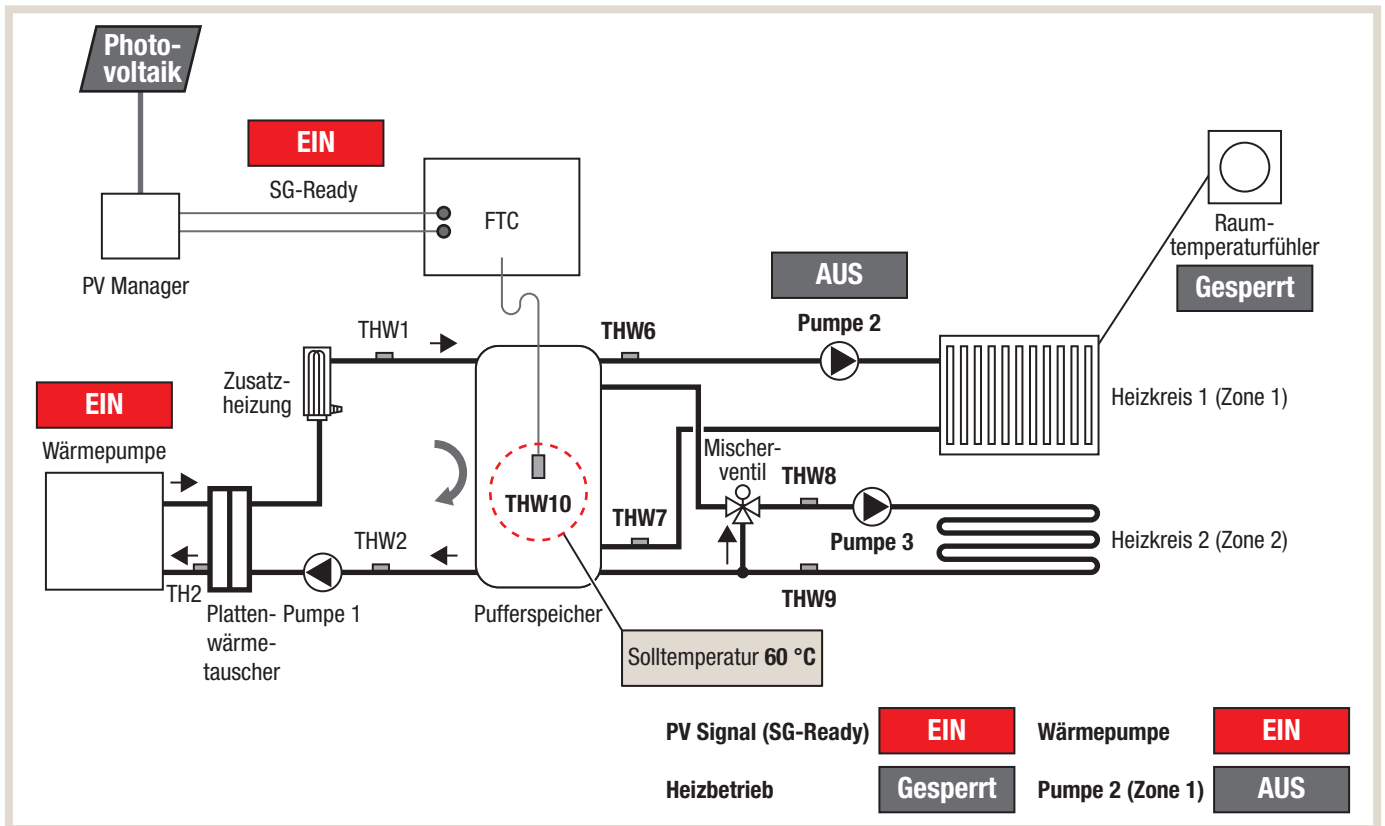 Photo-
voltaik
EIN
SG-Ready
FTC
PV Manager
Raum-
temperaturfühler
Gesperrt
AUS
Pumpe 2
THW1
THW6
Zusatz-
heizung
EIN
Wärmepumpe
Heizkreis 1 (Zone 1)
Mischer-
ventil
THW8
THW10
THW7
Pumpe 3
Heizkreis 2 (Zone 2)
THW2
TH2
THW9
Platten-
wärme-
tauscher
Pumpe 1
Pufferspeicher
Solltemperatur 60 °C
PV Signal (SG-Ready) EIN Wärmepumpe EIN
Heizbetrieb Gesperrt Pumpe 2 (Zone 1) AUS